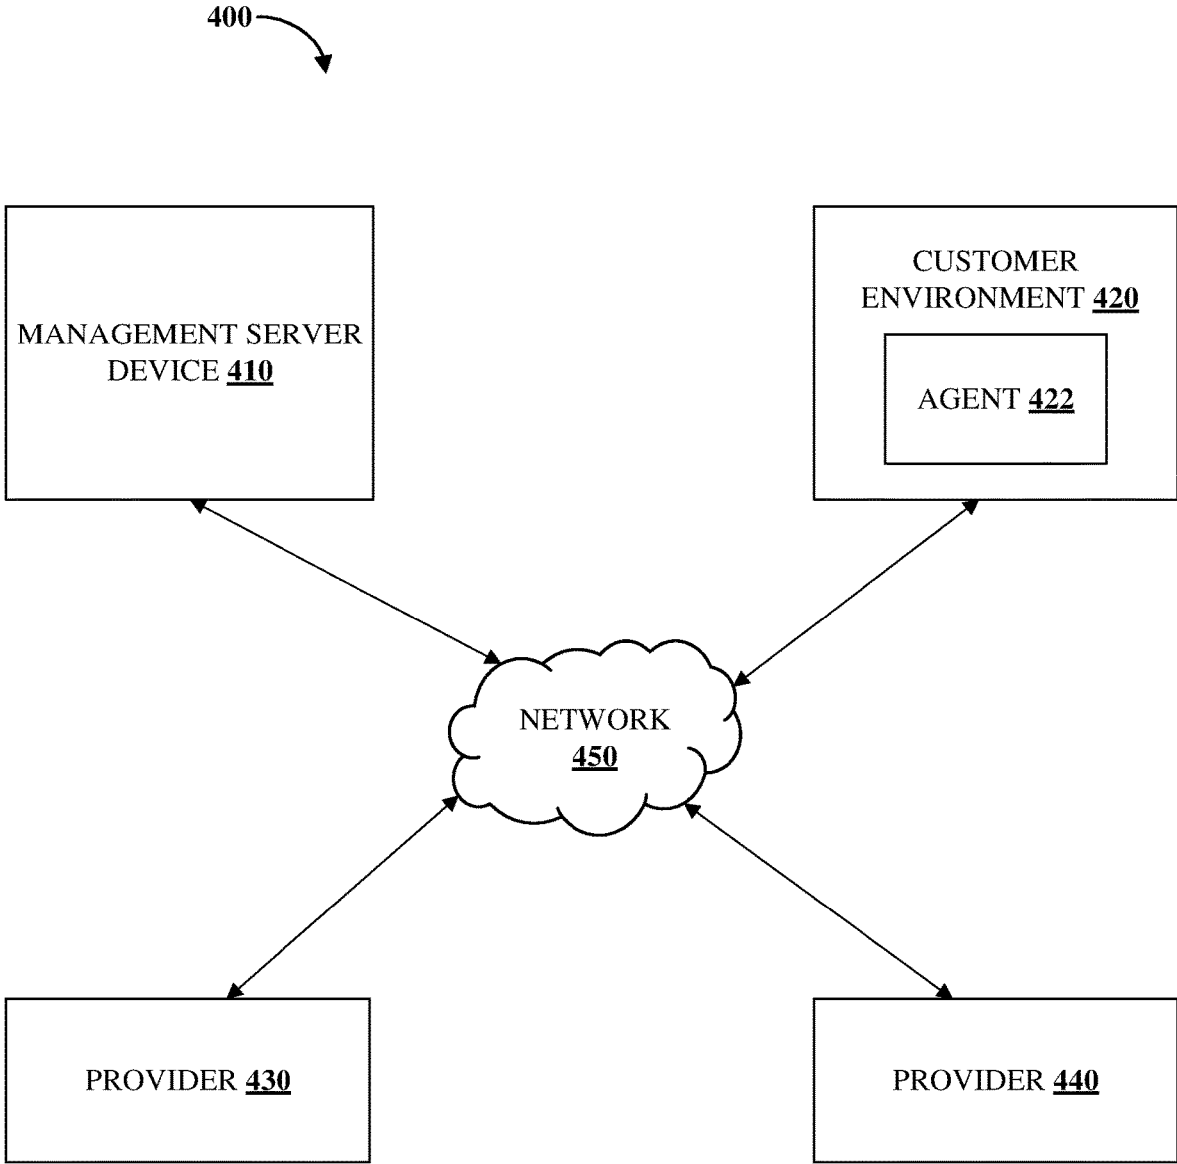 400
MANAGEMENT SERVER
DEVICE 410
CUSTOMER
ENVIRONMENT 420
AGENT 422
NETWORK
450
PROVIDER 430
PROVIDER 440